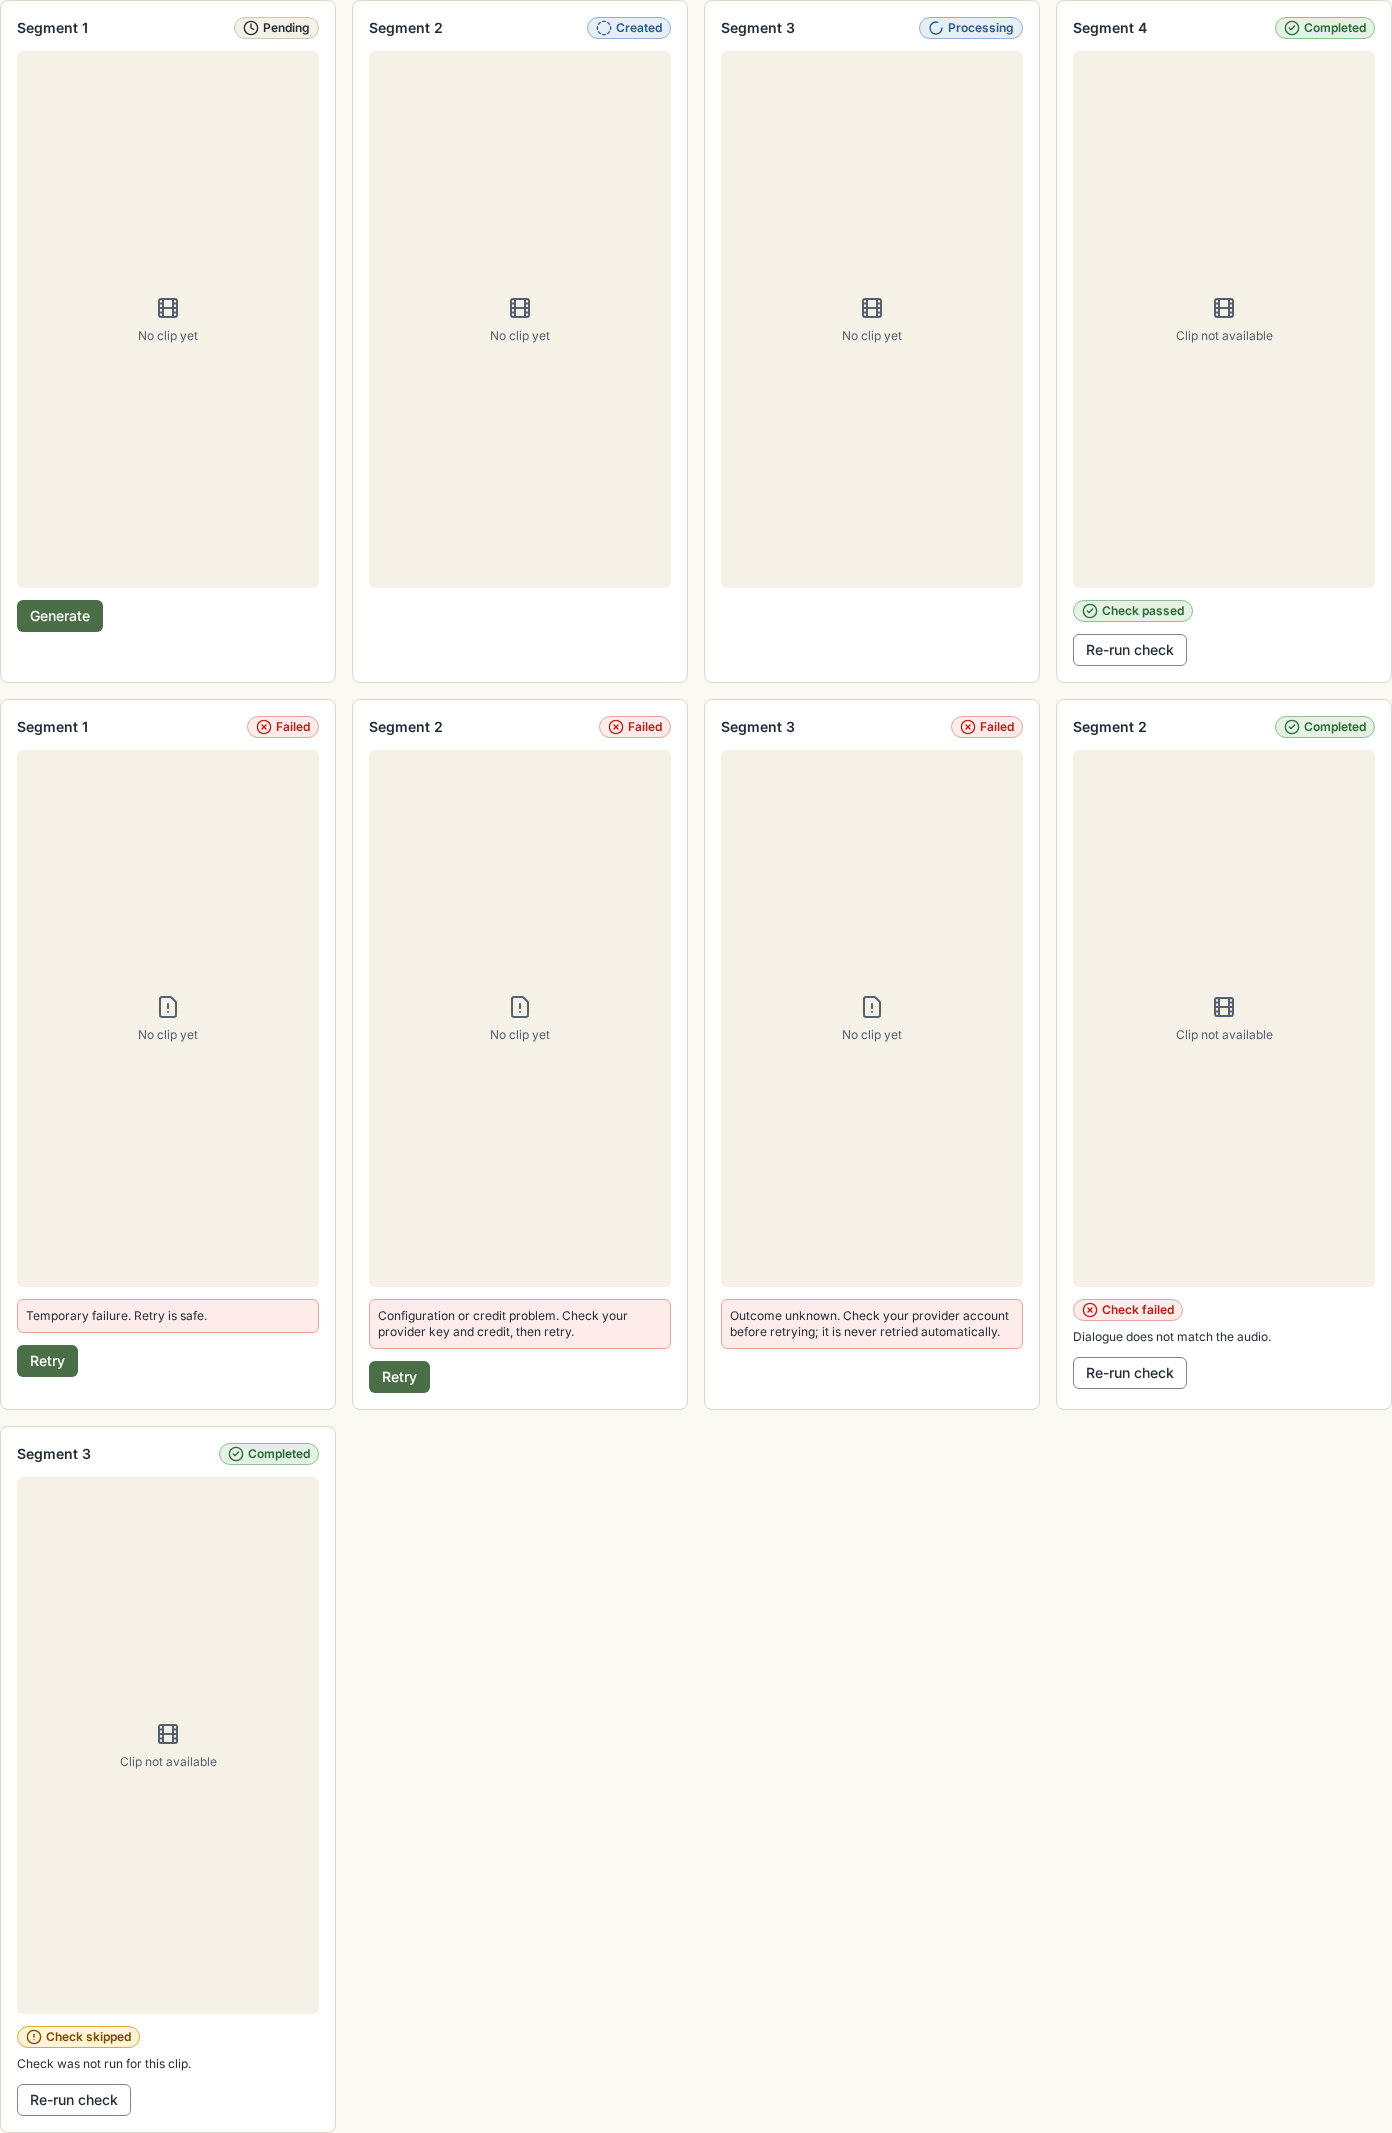 Segment 1
Pending
No clip yet
Generate
Segment 2
Created
No clip yet
Segment 3
Processing
No clip yet
Segment 4
Completed
Clip not available
Check passed
Re-run check
Segment 1
Failed
No clip yet
Temporary failure. Retry is safe.
Retry
Segment 2
Failed
No clip yet
Configuration or credit problem. Check your
provider key and credit, then retry.
Retry
Segment 3
Failed
No clip yet
Outcome unknown. Check your provider account
before retrying; it is never retried automatically.
Segment 2
Completed
Clip not available
Check failed
Dialogue does not match the audio.
Re-run check
Segment 3
Completed
Clip not available
Check skipped
Check was not run for this clip.
Re-run check